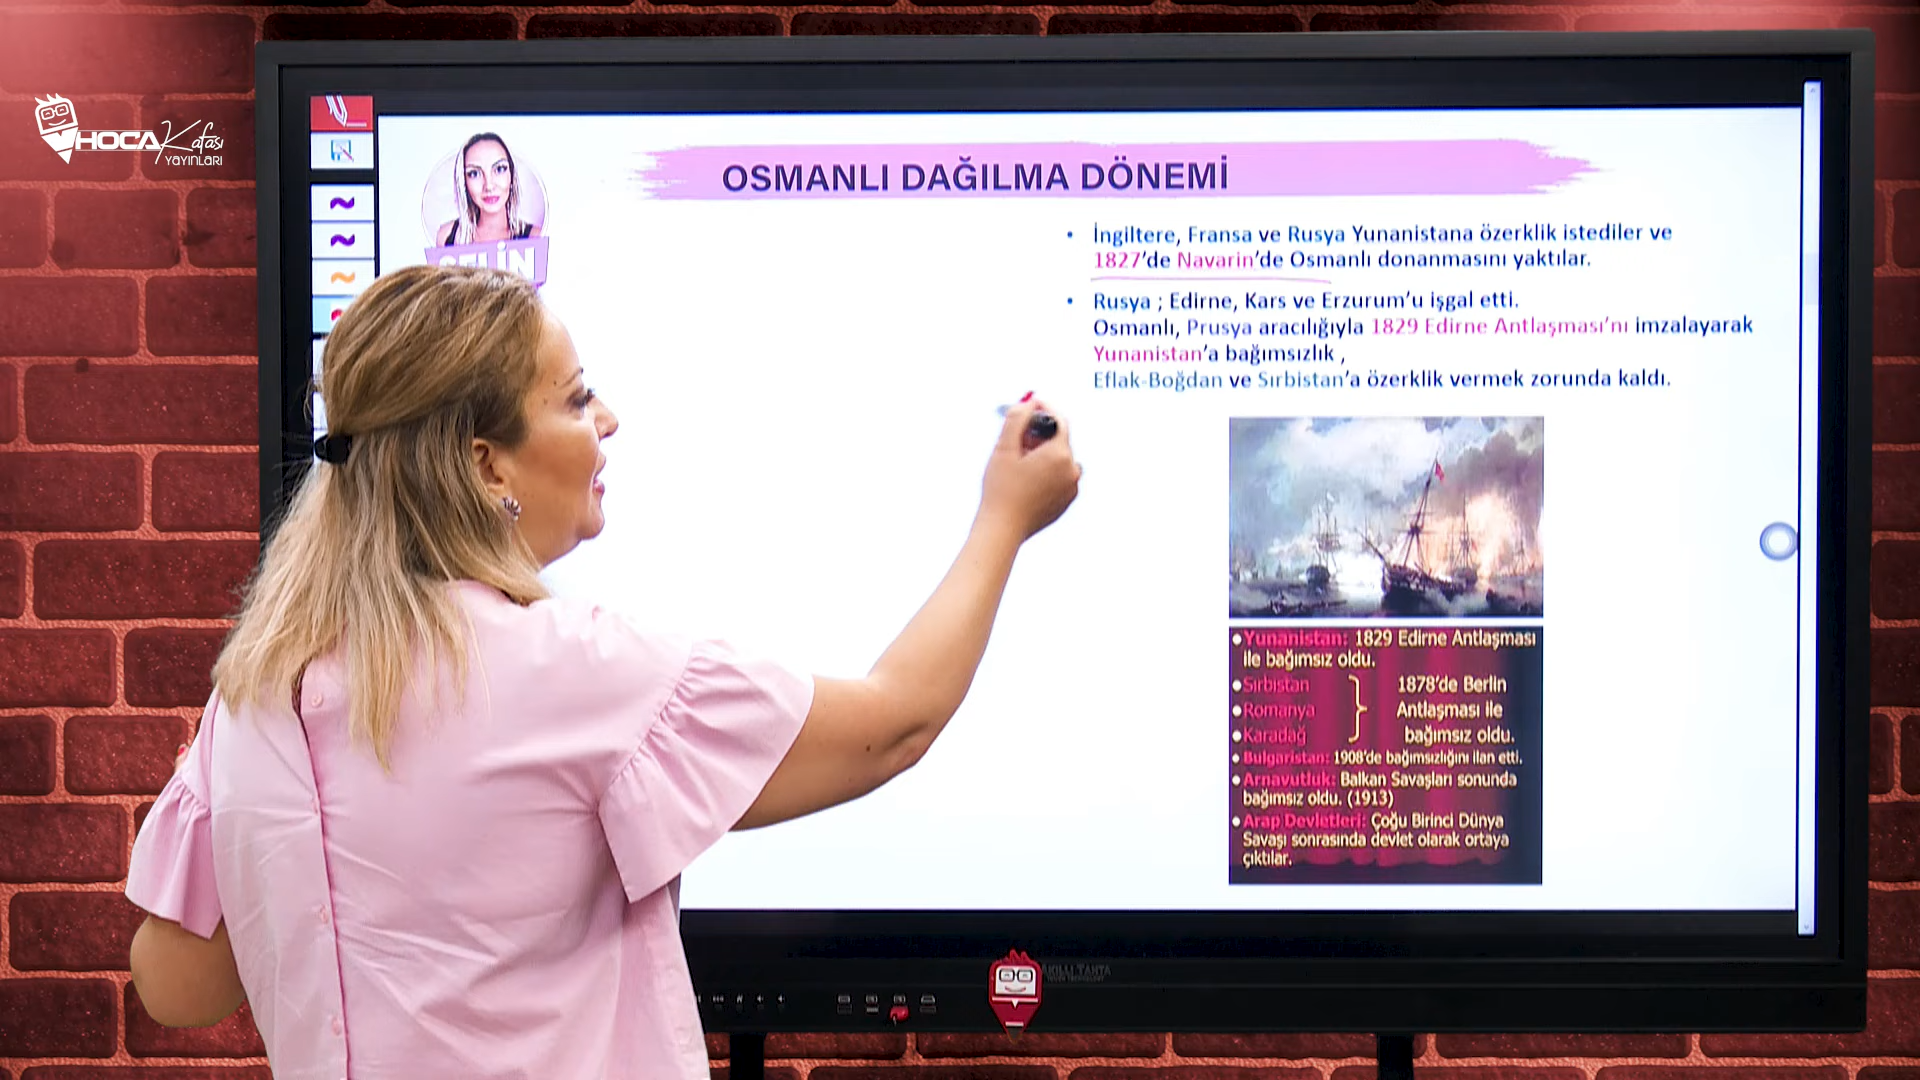 HOCA Kafası
YAYINLARI
OSMANLI DAĞILMA DÖNEMİ
SELİN
• İngiltere, Fransa ve Rusya Yunanistana özerklik istediler ve
1827'de Navarin'de Osmanlı donanmasını yaktılar.
• Rusya ; Edirne, Kars ve Erzurum'u işgal etti.
Osmanlı, Prusya aracılığıyla 1829 Edirne Antlaşması'nı imzalayarak
Yunanistan'a bağımsızlık ,
Eflak-Boğdan ve Sırbistan'a özerklik vermek zorunda kaldı.
• Yunanistan: 1829 Edirne Antlaşması
ile bağımsız oldu.
• Sırbistan
• Romanya
• Karadağ
1878'de Berlin
Antlaşması ile
bağımsız oldu.
• Bulgaristan: 1908'de bağımsızlığını ilan etti.
• Arnavutluk: Balkan Savaşları sonunda
bağımsız oldu. (1913)
• Arap Devletleri: Çoğu Birinci Dünya
Savaşı sonrasında devlet olarak ortaya
çıktılar.
AKILLI TAHTA